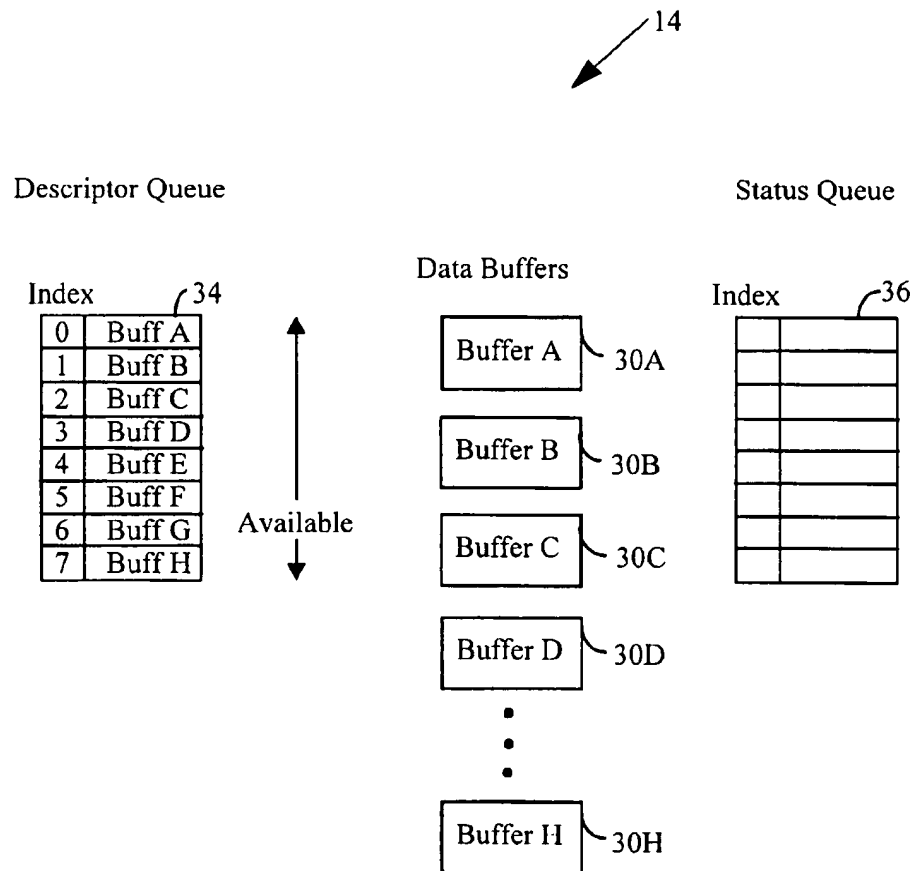 14
Descriptor Queue
Status Queue
Data Buffers
Index 34
0 Buff A
1 Buff B
2 Buff C
3 Buff D
4 Buff E
5 Buff F
6 Buff G
7 Buff H
Available
Buffer A 30A
Buffer B 30B
Buffer C 30C
Buffer D 30D
Buffer H 30H
Index 36